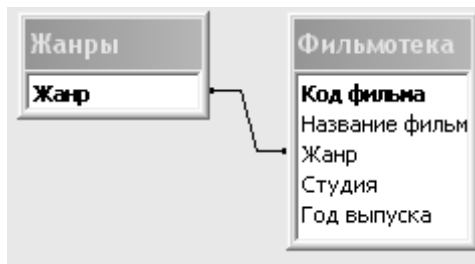 Жанры
Жанр
Фильмотека
Код фильма
Название фильм
Жанр
Студия
Год выпуска